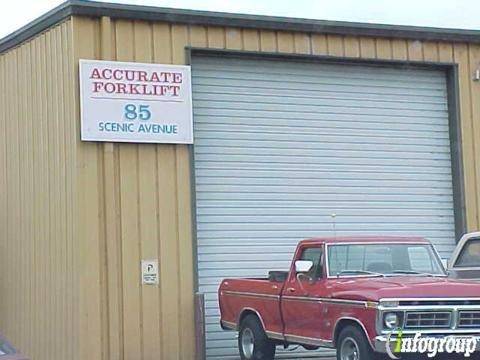 ACCURATE
FORKLIFT
85
SCENIC AVENUE
P
infogroup